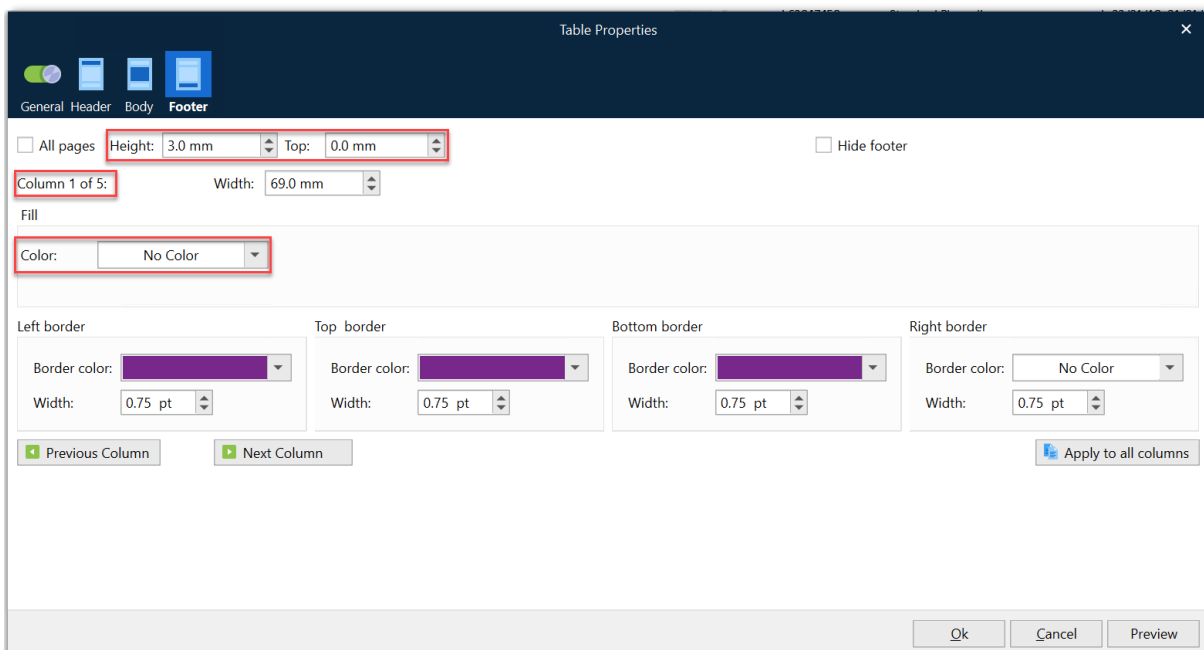 Table Properties
General Header Body Footer
All pages Height: 3.0 mm Top: 0.0 mm Hide footer
Column 1 of 5: Width: 69.0 mm
Fill
Color: No Color
Left border Top border Bottom border Right border
Border color: Border color: Border color: Border color: No Color
Width: 0.75 pt Width: 0.75 pt Width: 0.75 pt Width: 0.75 pt
Previous Column Next Column Apply to all columns
Ok Cancel Preview